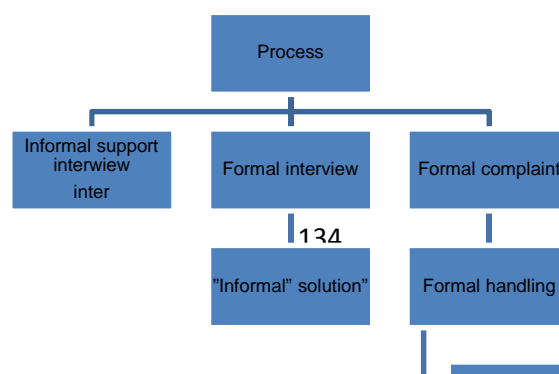 Process
Informal support
interwiew
inter
Formal interview
Formal complaint
134
"Informal" solution"
Formal handling